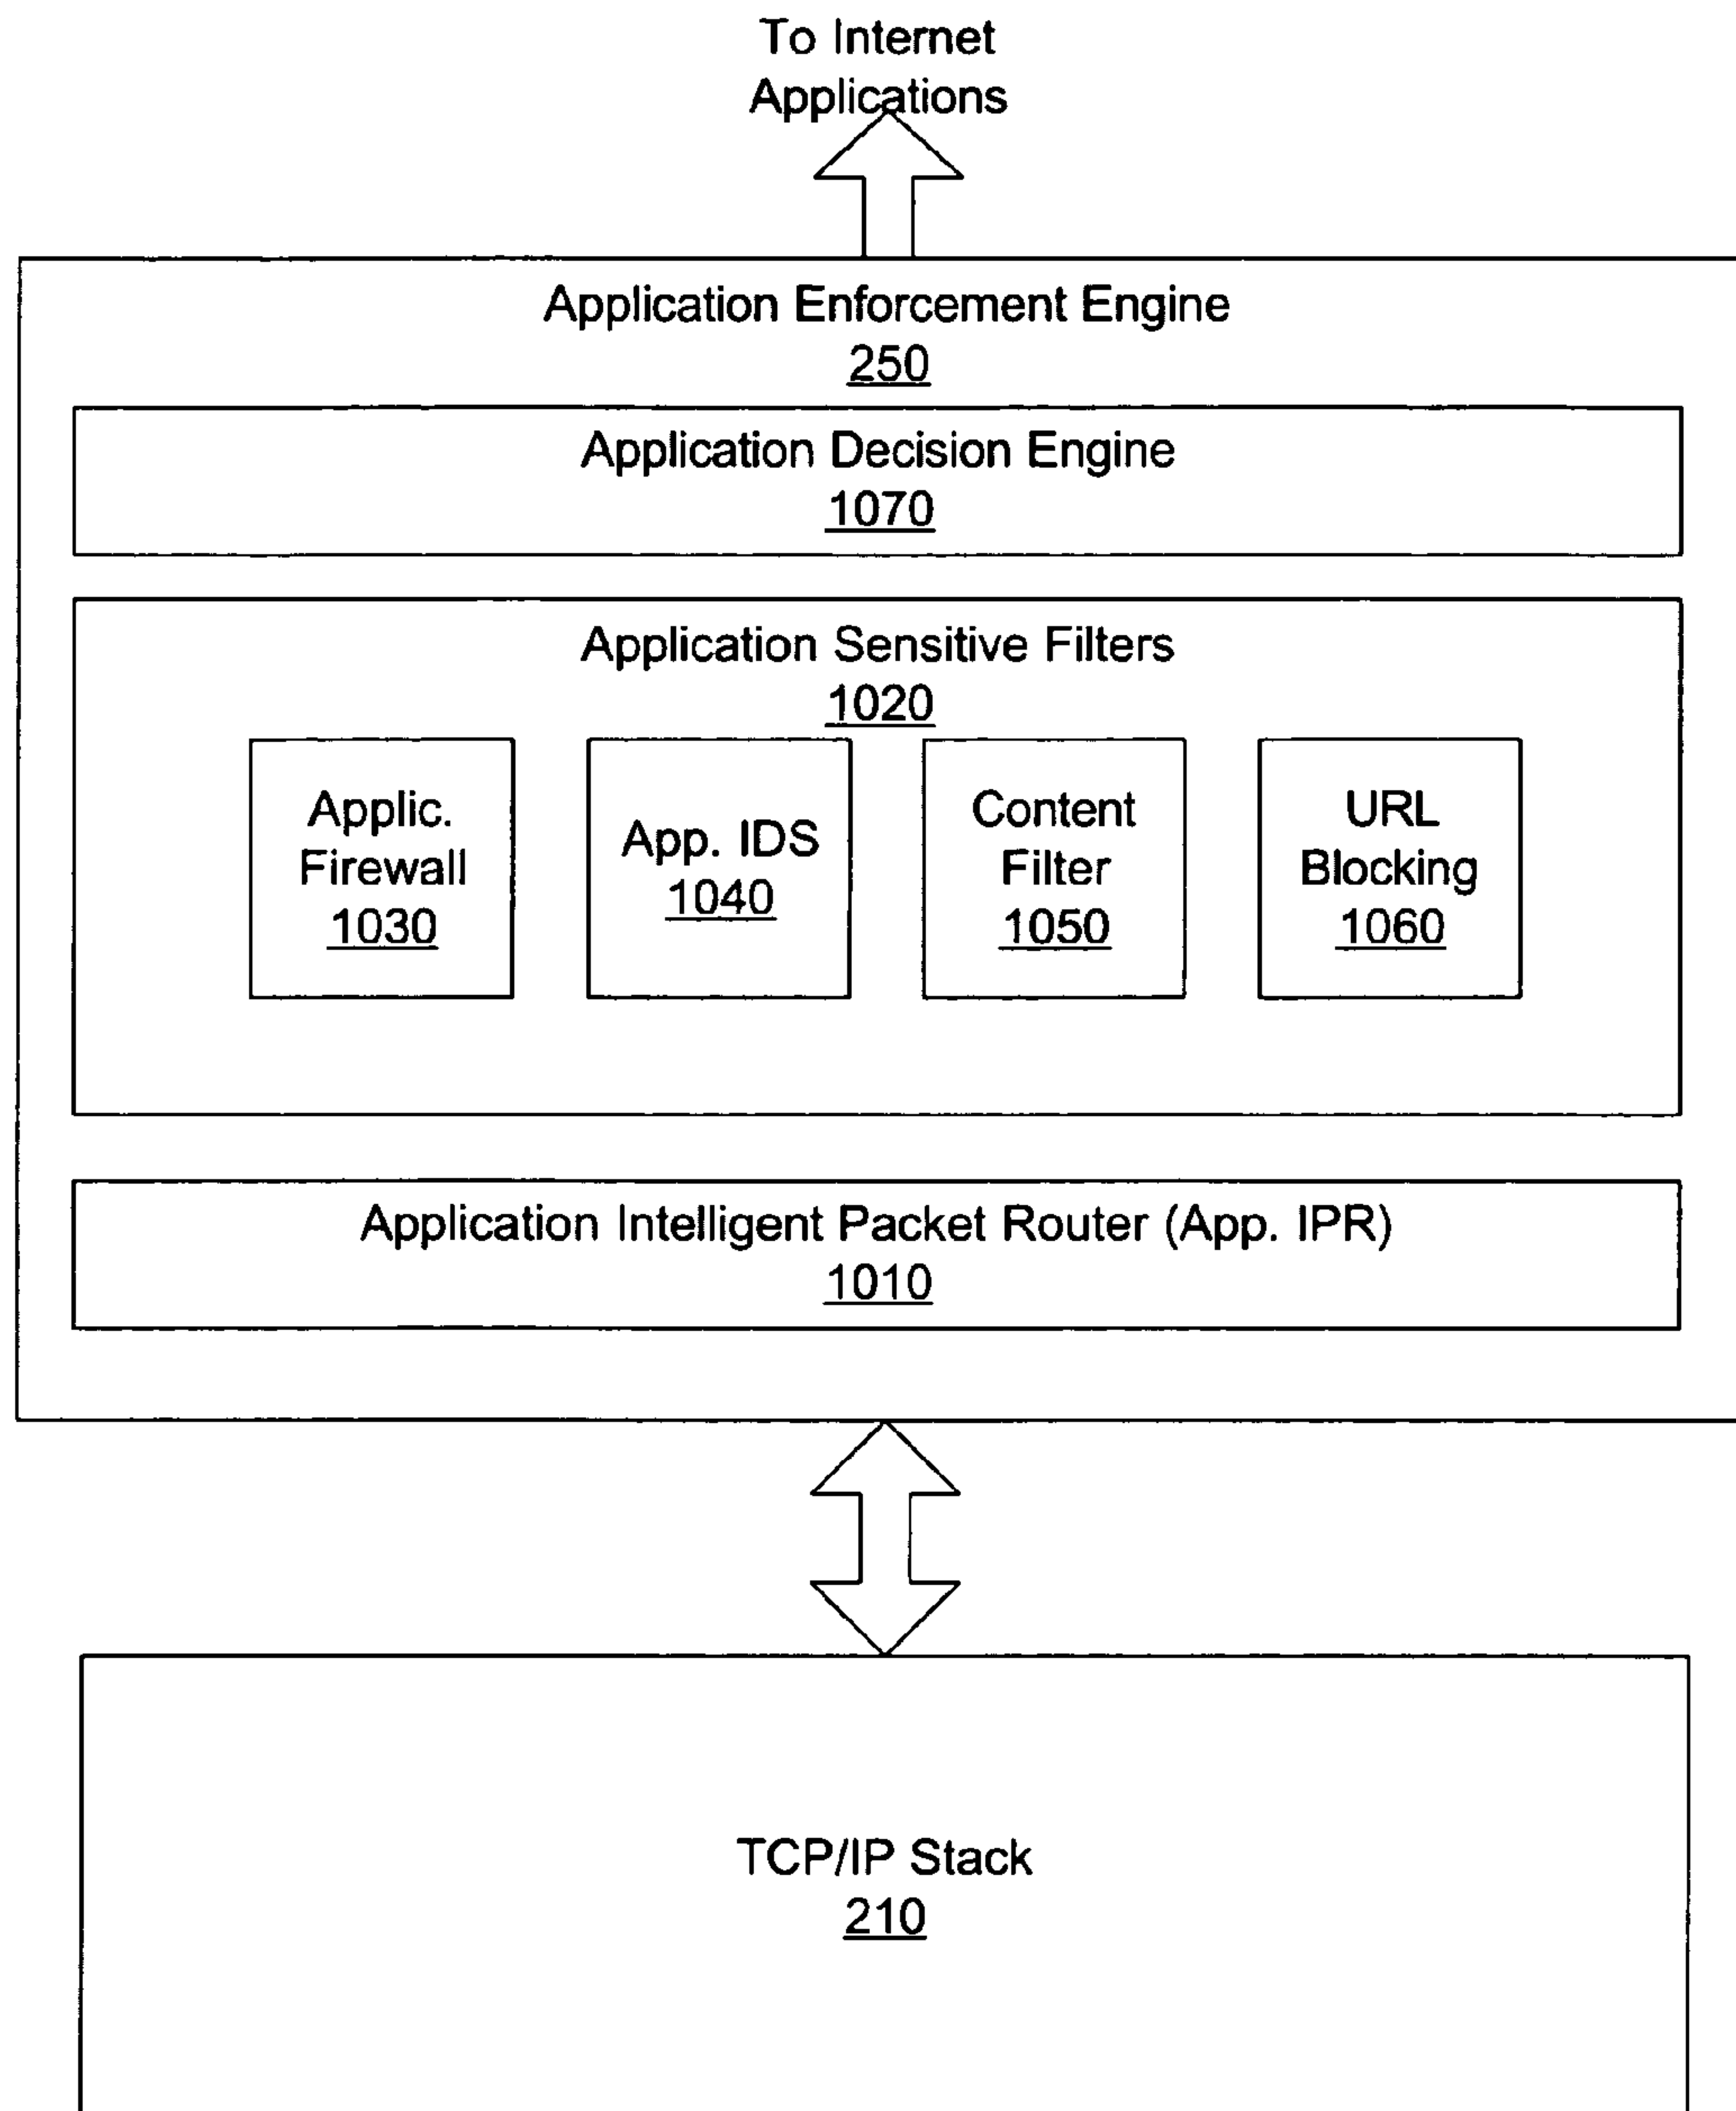 To Internet
Applications
Application Enforcement Engine
250
Application Decision Engine
1070
Application Sensitive Filters
1020
Applic.
Firewall
1030
App. IDS
1040
Content
Filter
1050
URL
Blocking
1060
Application Intelligent Packet Router (App. IPR)
1010
TCP/IP Stack
210